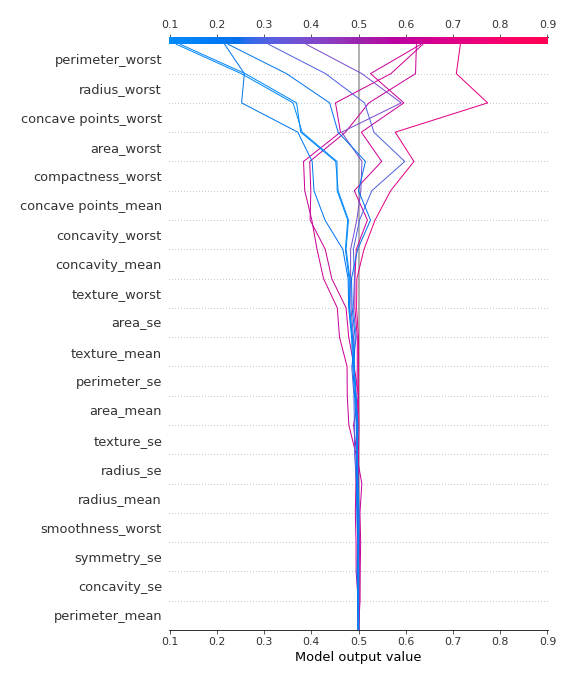 0.1 0.2 0.3 0.4 0.5 0.6 0.7 0.8 0.9
perimeter_worst
radius_worst
concave points_worst
area_worst
compactness_worst
concave points_mean
concavity_worst
concavity_mean
texture_worst
area_se
texture_mean
perimeter_se
area_mean
texture_se
radius_se
radius_mean
smoothness_worst
symmetry_se
concavity_se
perimeter_mean
0.1 0.2 0.3 0.4 0.5 0.6 0.7 0.8 0.9
Model output value